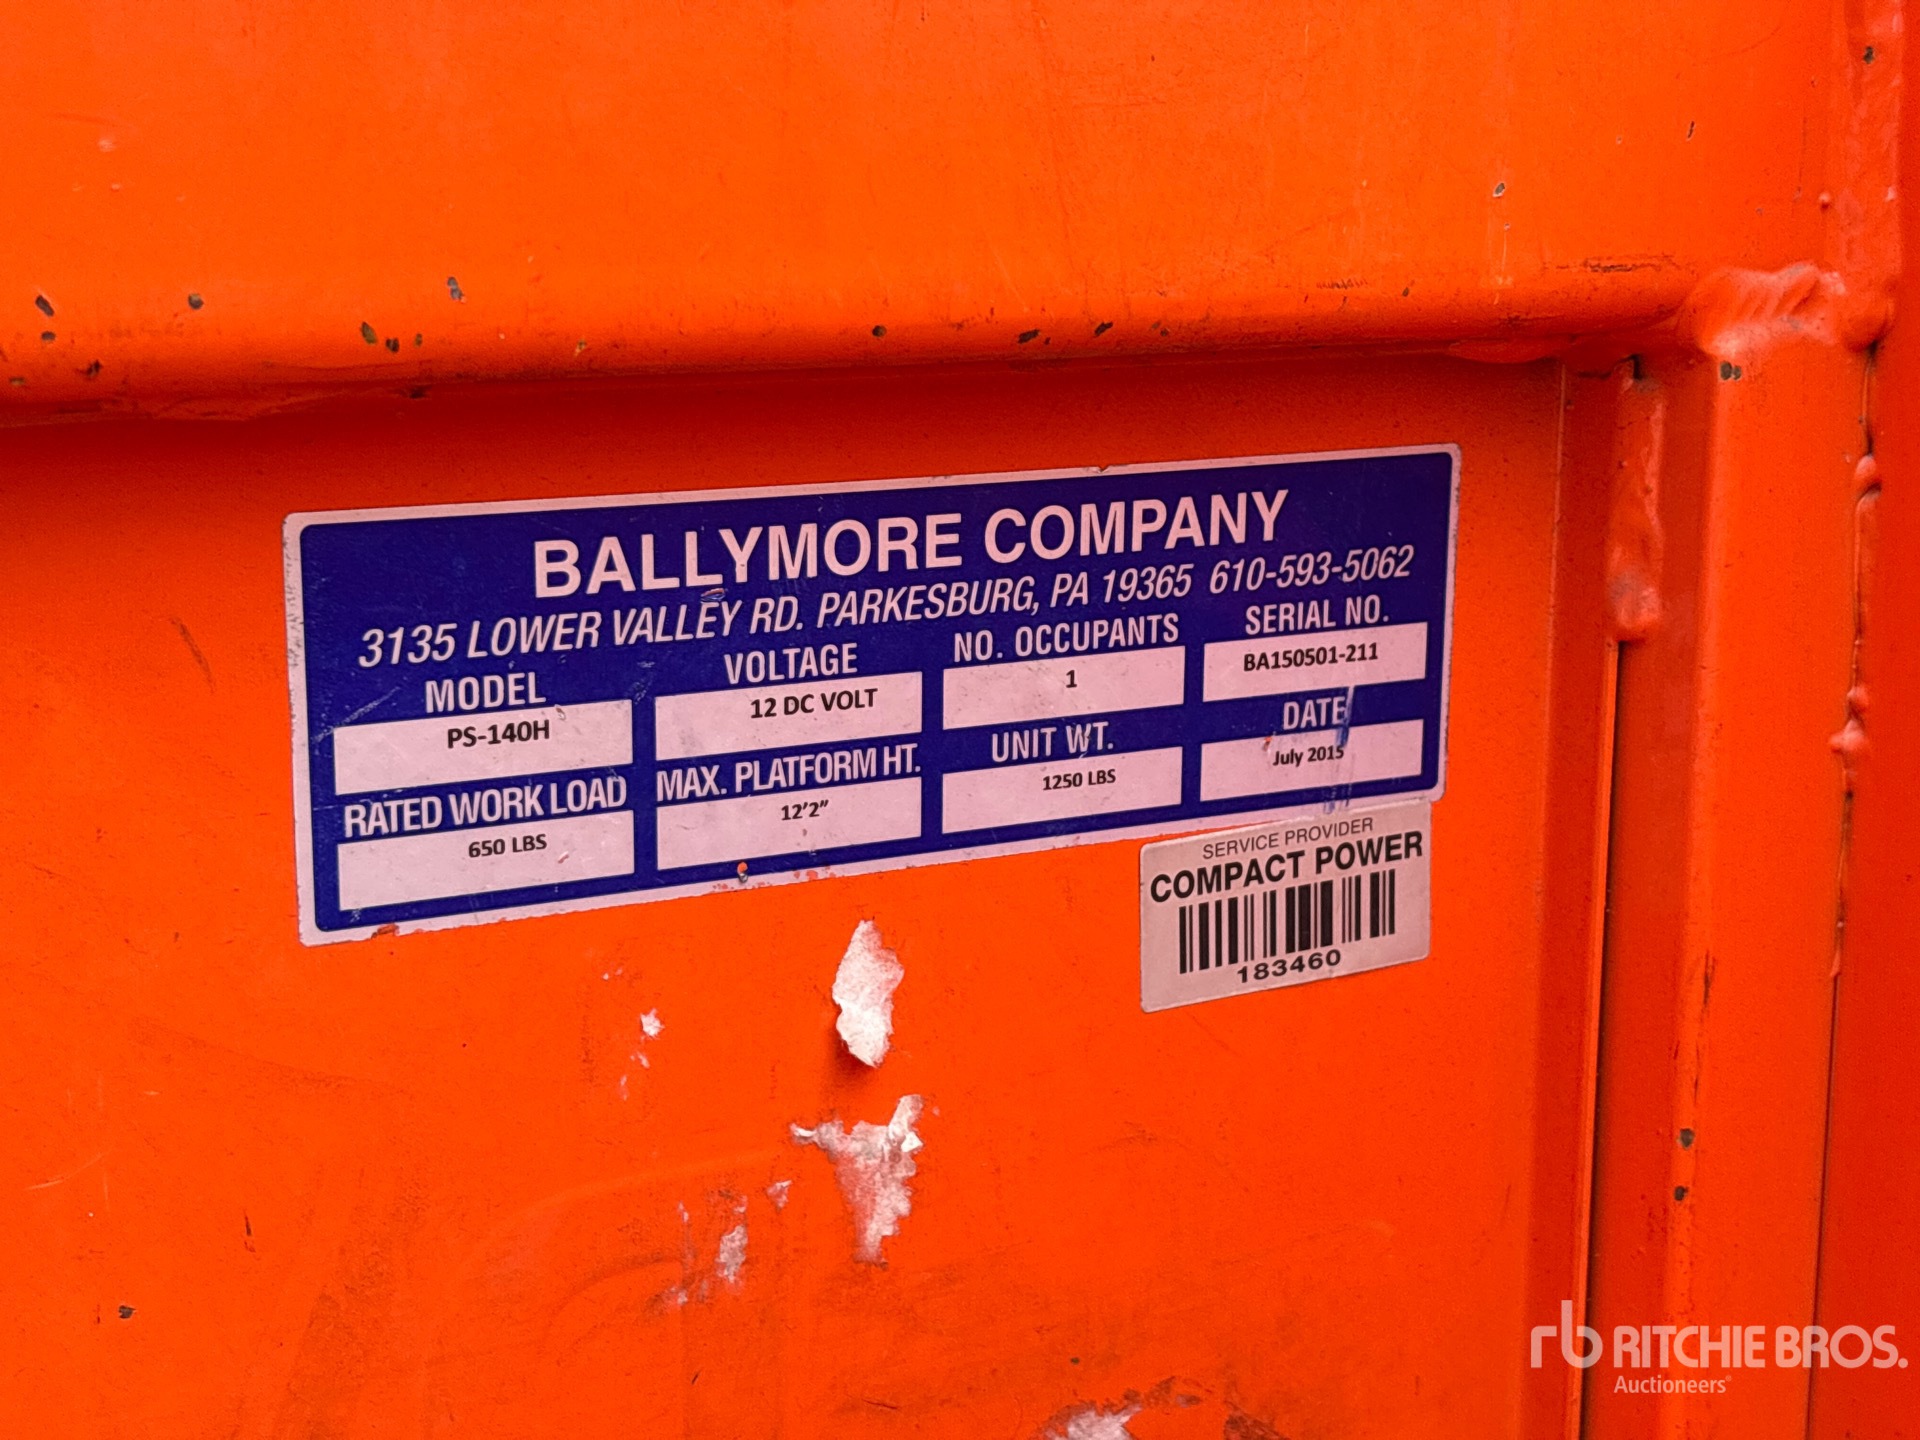 BALLYMORE COMPANY
3135 LOWER VALLEY RD. PARKESBURG, PA 19365 610-593-5062
MODEL VOLTAGE NO. OCCUPANTS SERIAL NO.
PS-140H 12 DC VOLT 1 BA150501-211
RATED WORK LOAD MAX. PLATFORM HT. UNIT WT. DATE
650 LBS 12'2" 1250 LBS July 2015
SERVICE PROVIDER
COMPACT POWER
183460
rb RITCHIE BROS.
Auctioneers